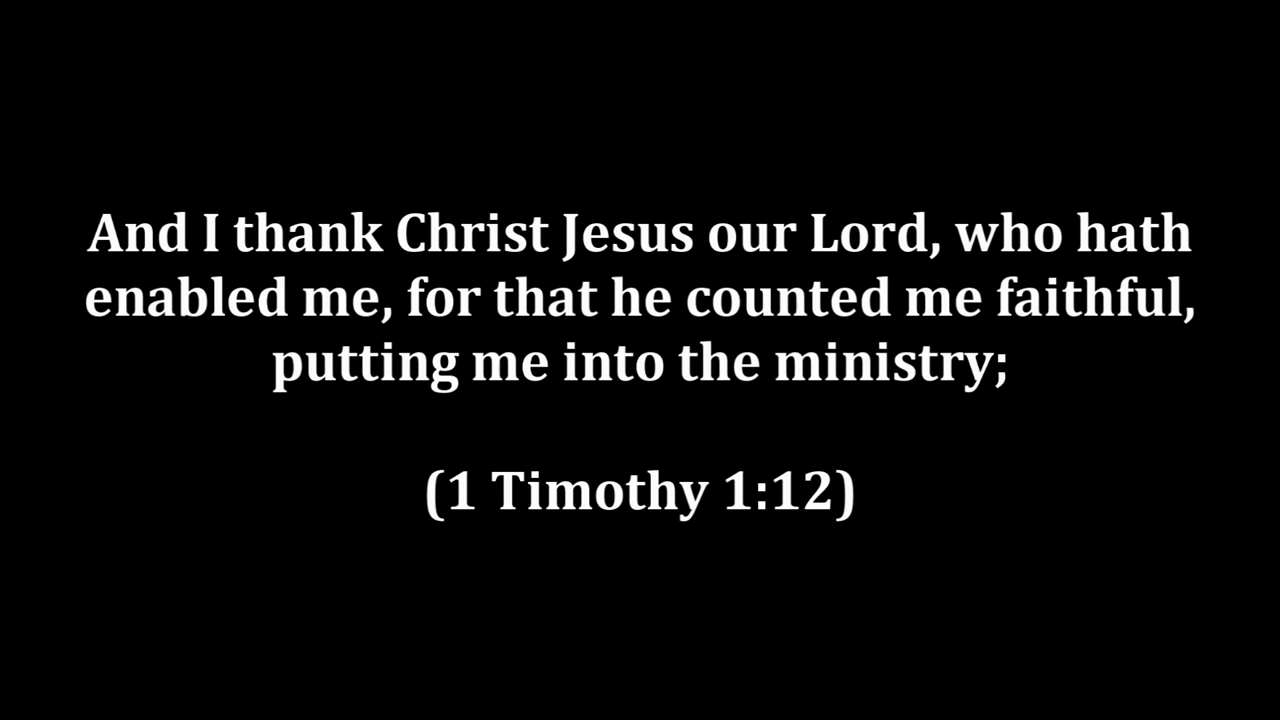 And I thank Christ Jesus our Lord, who hath
enabled me, for that he counted me faithful,
putting me into the ministry;
(1 Timothy 1:12)